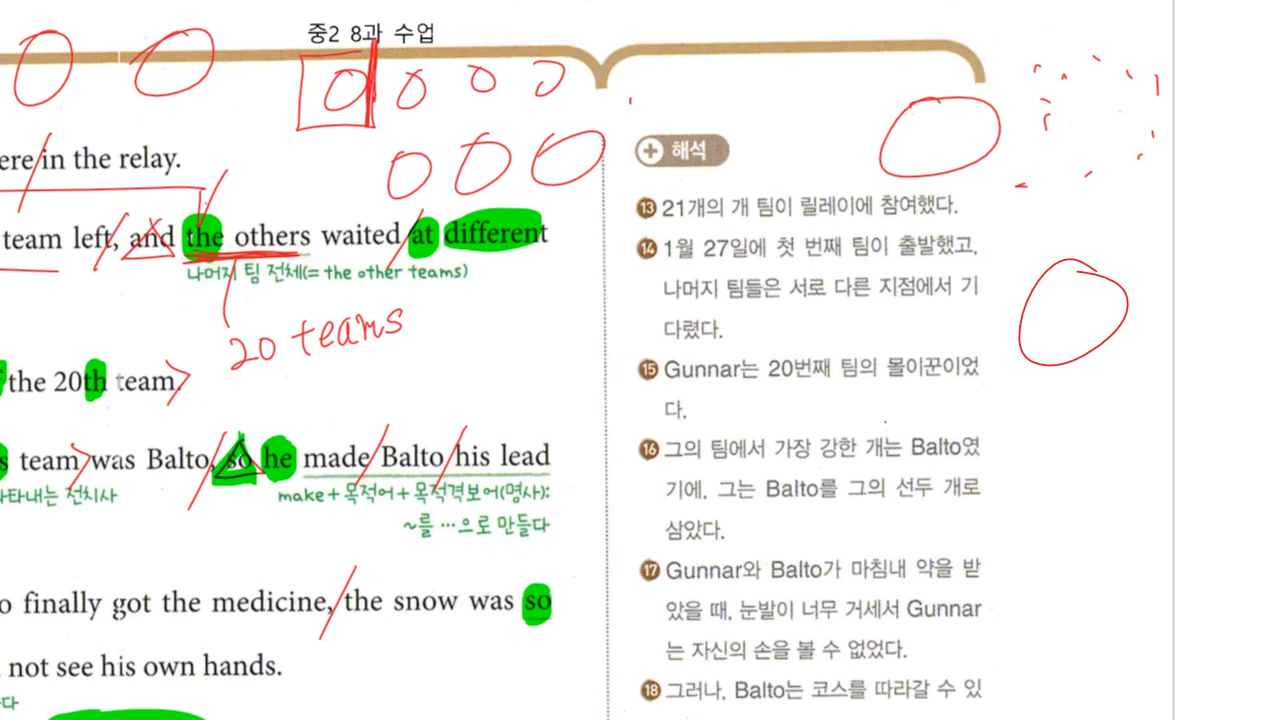 중2 8과 수업
ere in the relay.
team left, and the others waited at different
나머지 팀 전체(= the other teams)
20 teams
the 20th team.
s team was Balto, so he made Balto his lead
타내는 전치사
make + 목적어 + 목적격보어(명사):
~를 …으로 만들다
o finally got the medicine, the snow was so
not see his own hands.
다
해석
13 21개의 개 팀이 릴레이에 참여했다.
14 1월 27일에 첫 번째 팀이 출발했고,
나머지 팀들은 서로 다른 지점에서 기
다렸다.
15 Gunnar는 20번째 팀의 몰이꾼이었
다.
16 그의 팀에서 가장 강한 개는 Balto였
기에, 그는 Balto를 그의 선두 개로
삼았다.
17 Gunnar와 Balto가 마침내 약을 받
았을 때, 눈발이 너무 거세서 Gunnar
는 자신의 손을 볼 수 없었다.
18 그러나, Balto는 코스를 따라갈 수 있